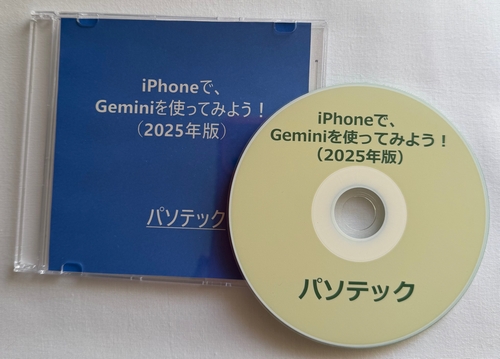 iPhoneで、
Geminiを使ってみよう！
（2025年版）
パソテック
iPhoneで、
Geminiを使ってみよう！
（2025年版）
パソテック